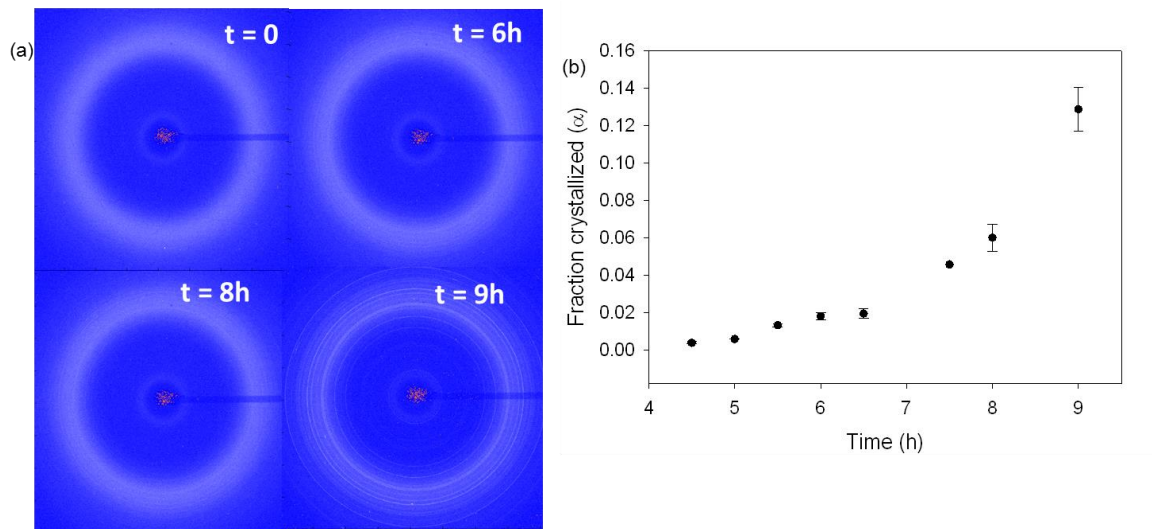 (a)
t = 0
t = 6h
t = 8h
t = 9h
(b)
Fraction crystallized (α)
0.16
0.14
0.12
0.10
0.08
0.06
0.04
0.02
0.00
4 5 6 7 8 9
Time (h)